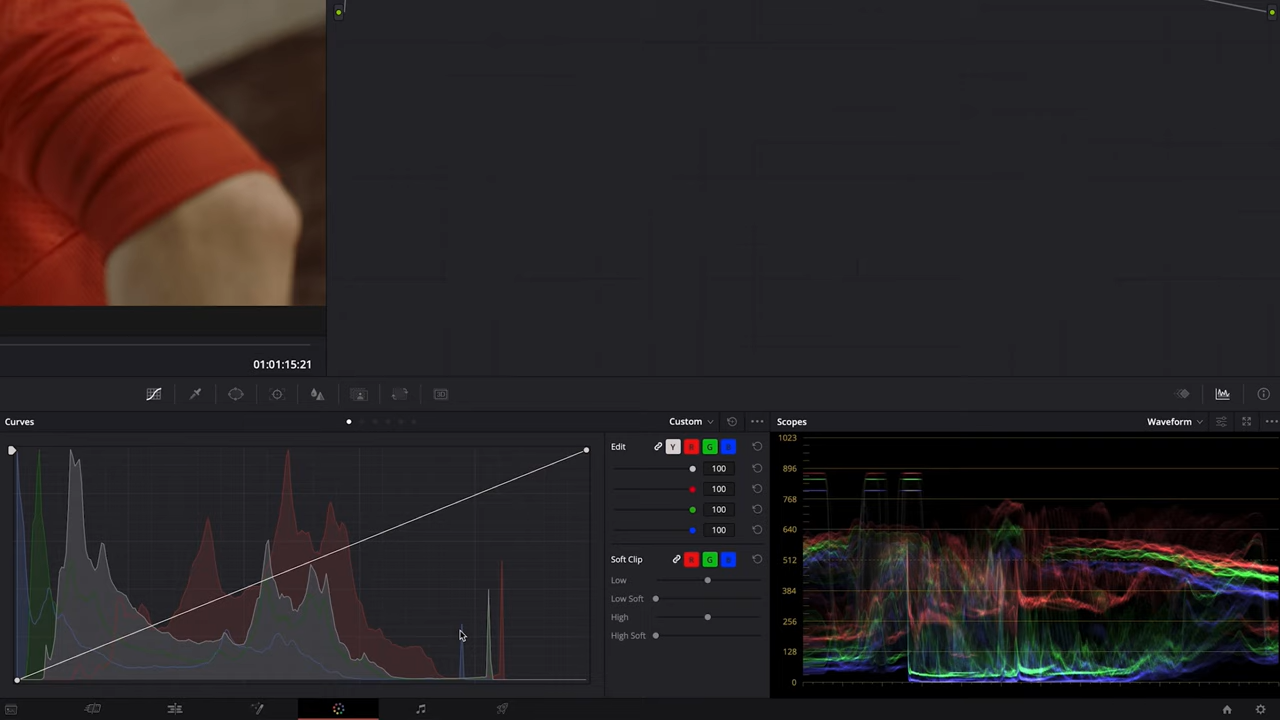 01:01:15:21
3D
Curves
Custom
Edit
Y
R
G
B
100
100
100
100
Soft Clip
R
G
B
Low
Low Soft
High
High Soft
Scopes
Waveform
1023
896
768
640
512
384
256
128
0